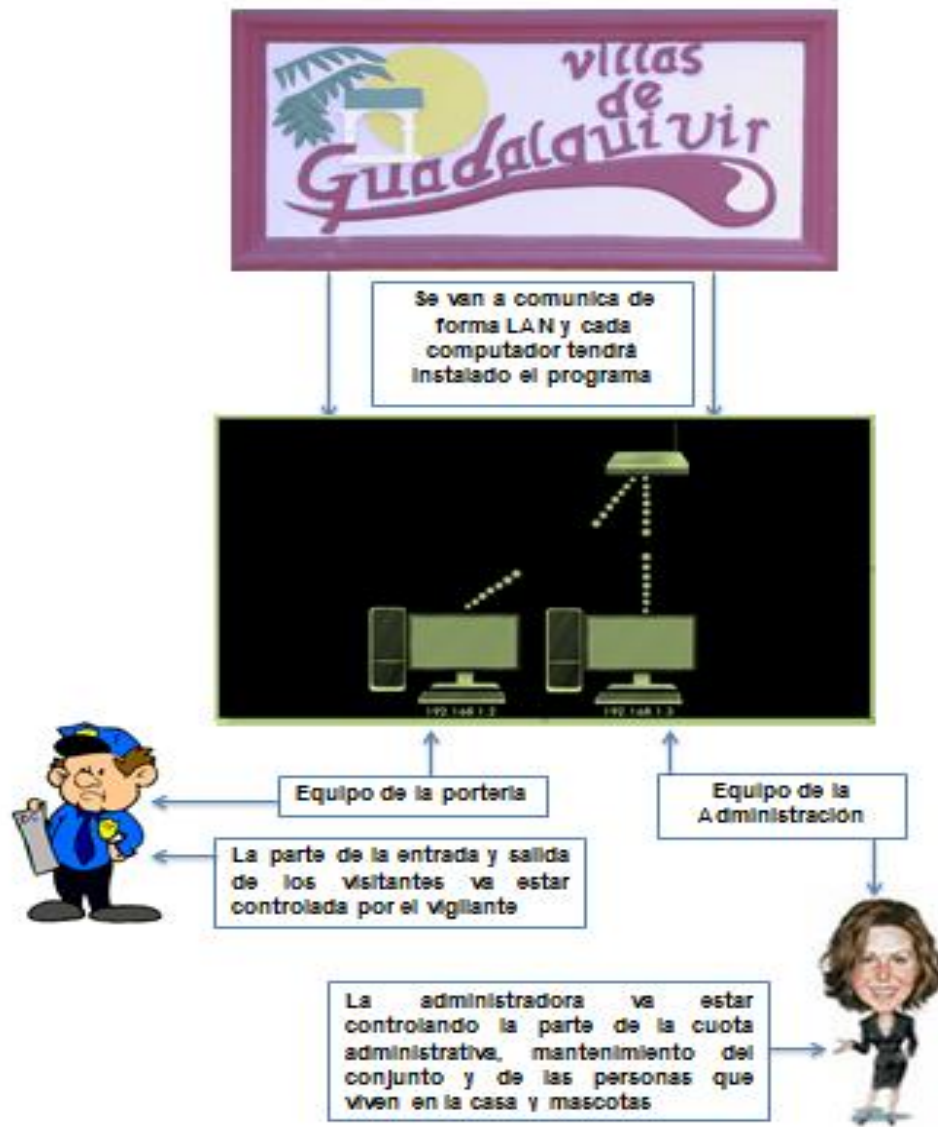 villas
de
Guadalquivir
Se van a comunica de
forma LAN y cada
computador tendrá
instalado el programa
192.168.1.2
192.168.1.3
Equipo de la portería
Equipo de la
Administración
La parte de la entrada y salida
de los visitantes va estar
controlada por el vigilante
La administradora va estar
controlando la parte de la cuota
administrativa, mantenimiento del
conjunto y de las personas que
viven en la casa y mascotas